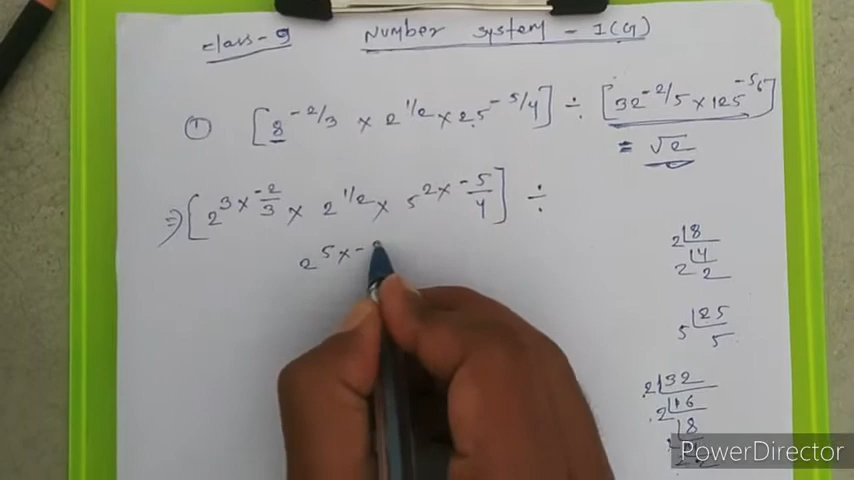 class-9 Number system - 1(G)
① [8^-2/3 × 2^1/2 × 25^-5/4] ÷ [32^-2/5 × 125^-5/6]
= √2
⇒ [2^3×-2/3 × 2^1/2 × 5^2×-5/4] ÷
2^5×-
2|8
2|4
2
5|25
5
2|32
2|16
2|8
PowerDirector